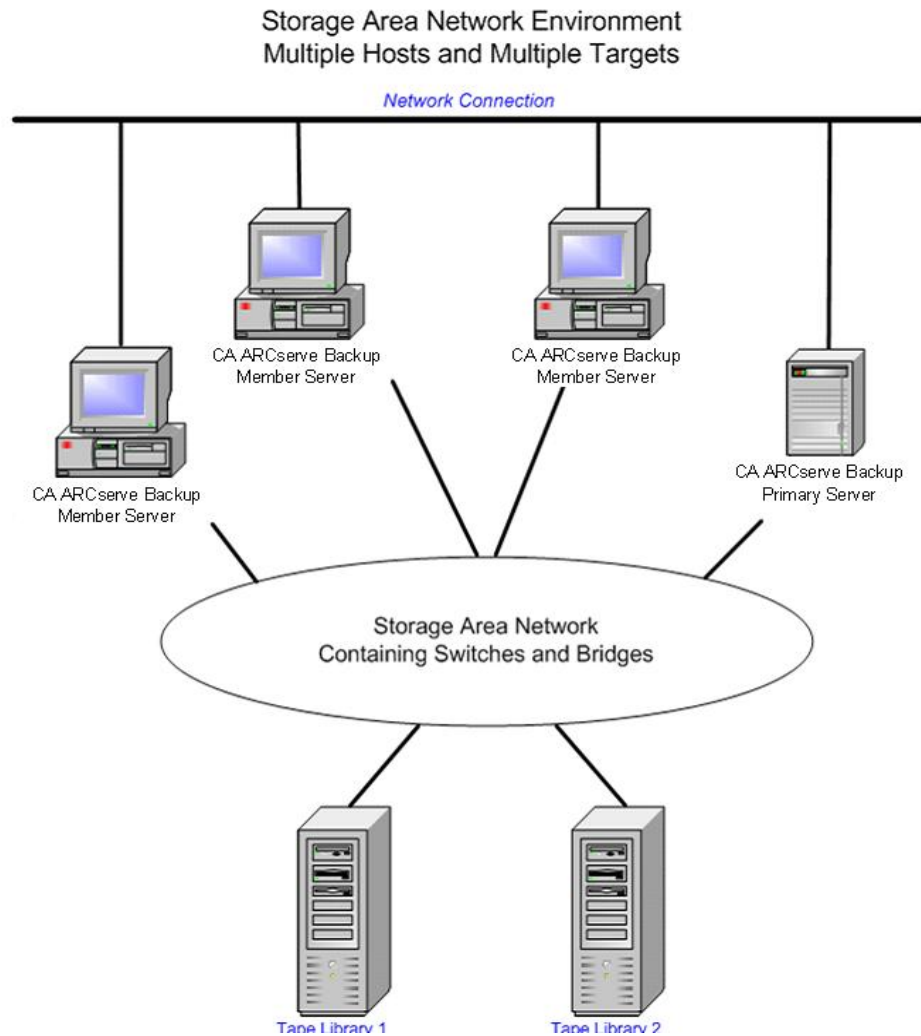 Storage Area Network Environment
Multiple Hosts and Multiple Targets
Network Connection
CA ARCserve Backup
Member Server
CA ARCserve Backup
Member Server
CA ARCserve Backup
Member Server
CA ARCserve Backup
Primary Server
Storage Area Network
Containing Switches and Bridges
Tape Library 1
Tape Library 2